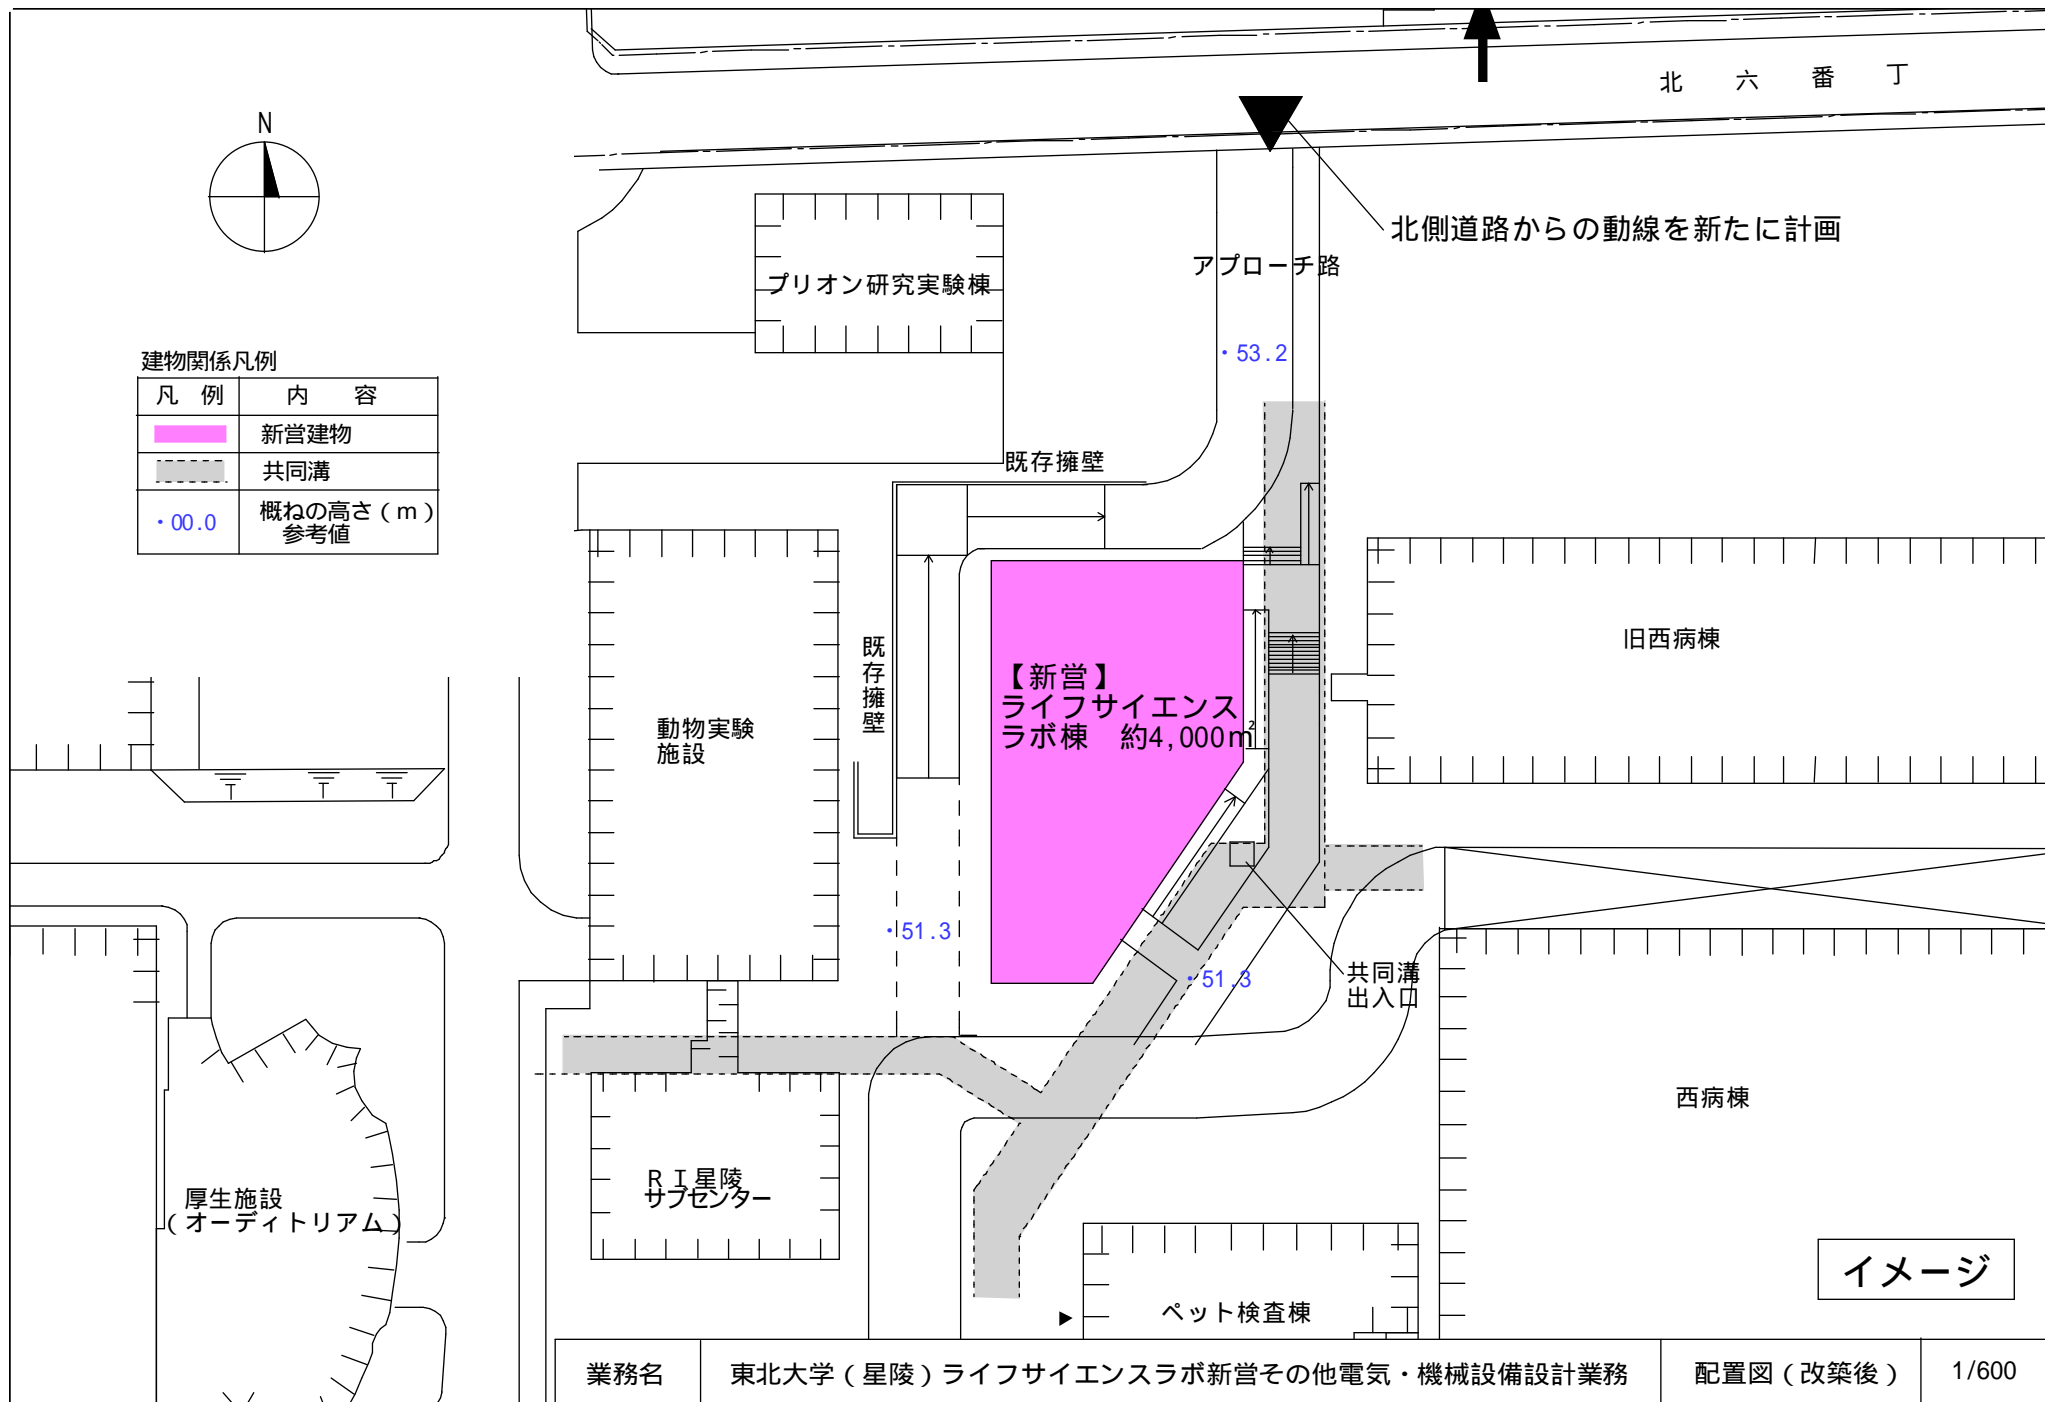 北六番丁
N
北側道路からの動線を新たに計画
アプローチ路
プリオン研究実験棟
・53.2
建物関係凡例
凡　例　内　容
新営建物
共同溝
・00.0　概ねの高さ（ｍ）
参考値
既存擁壁
既存擁壁
旧西病棟
【新営】
ライフサイエンス
ラボ棟　約4,000㎡
動物実験
施設
・51.3
・51.3
共同溝
出入口
西病棟
ＲＩ星陵
サブセンター
厚生施設
（オーディトリアム）
イメージ
ペット検査棟
業務名　東北大学（星陵）ライフサイエンスラボ新営その他電気・機械設備設計業務　配置図（改築後）　1/600